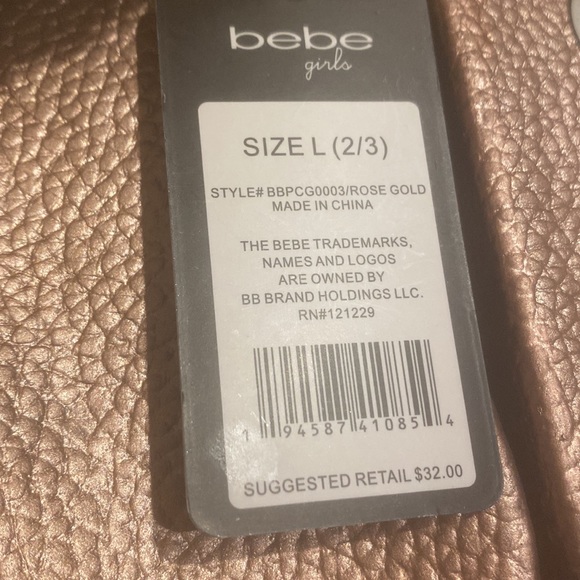 bebe
girls
SIZE L (2/3)
STYLE# BBPCG0003/ROSE GOLD
MADE IN CHINA
THE BEBE TRADEMARKS,
NAMES AND LOGOS
ARE OWNED BY
BB BRAND HOLDINGS LLC.
RN#121229
1 94587 41085 4
SUGGESTED RETAIL $32.00